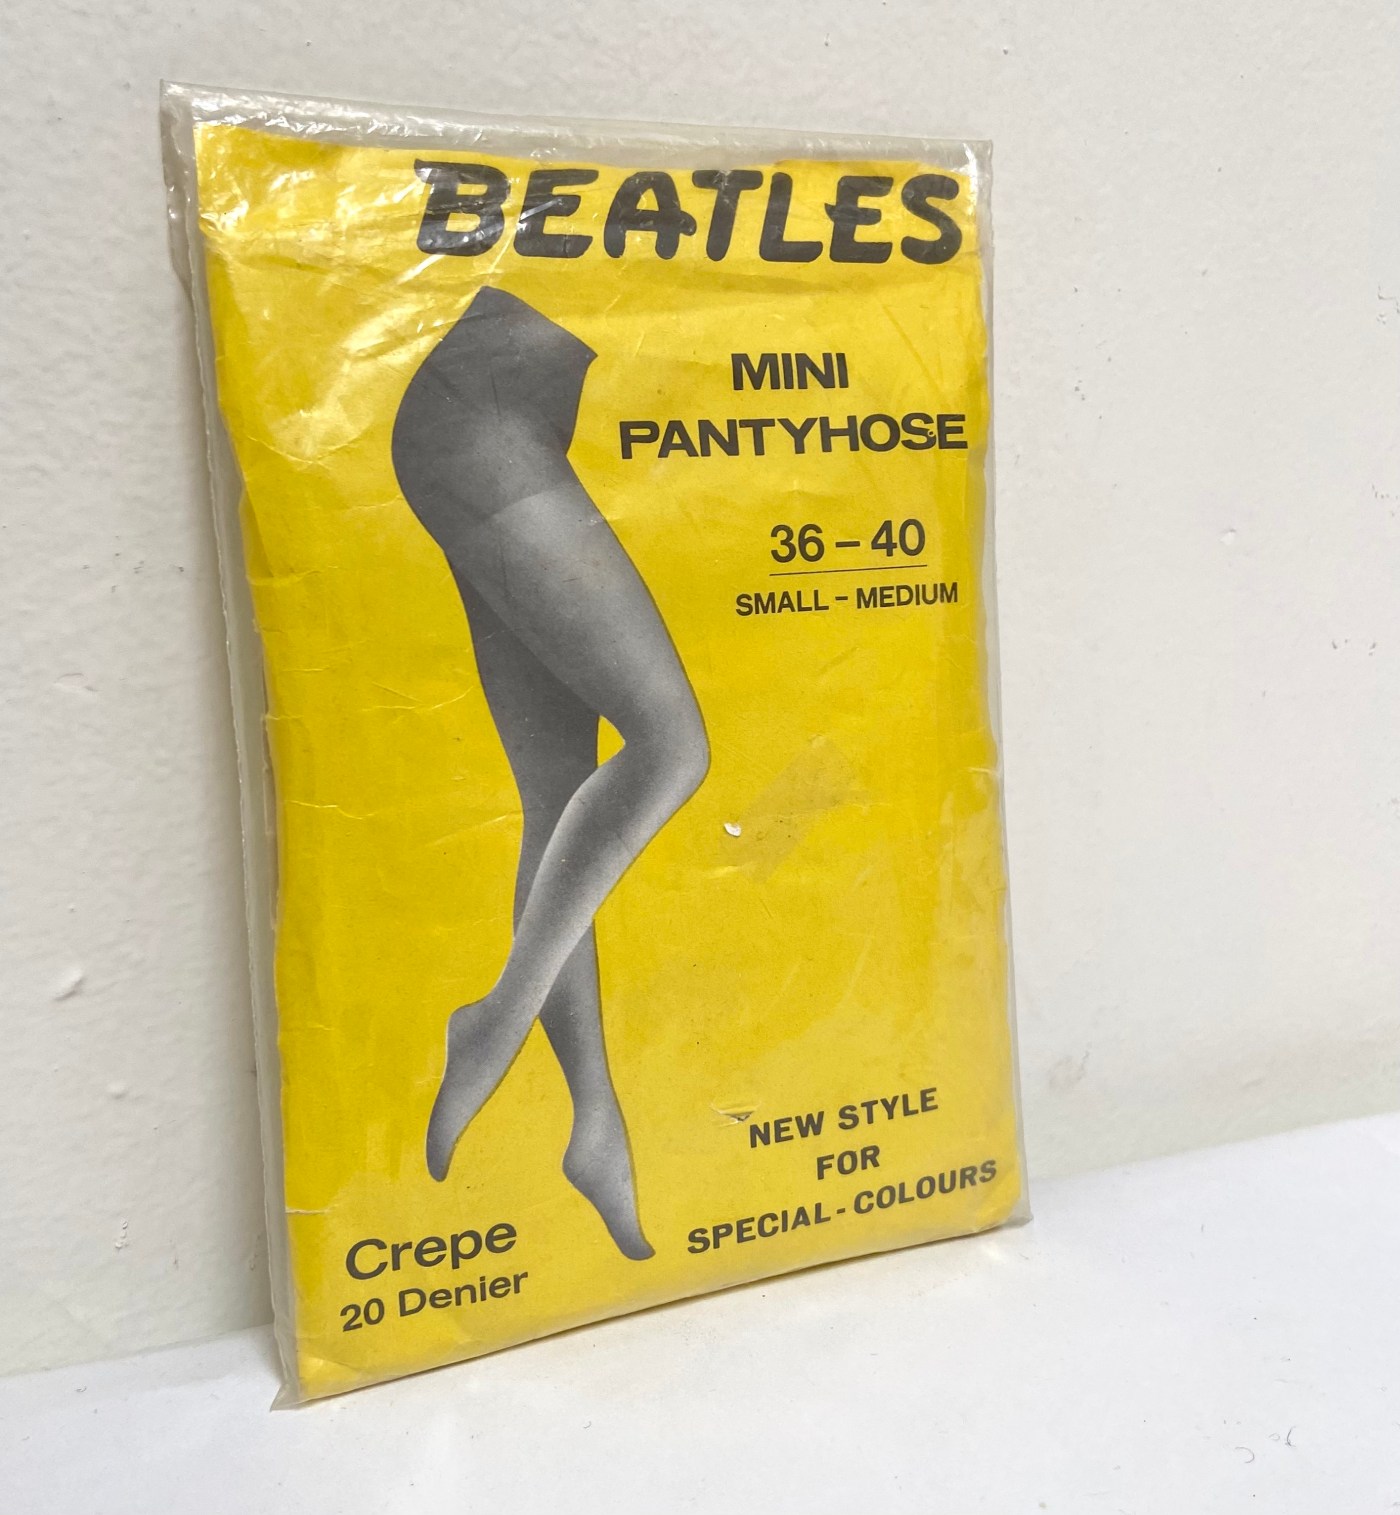 BEATLES
MINI
PANTYHOSE
36 – 40
SMALL – MEDIUM
NEW STYLE
FOR
SPECIAL - COLOURS
Crepe
20 Denier